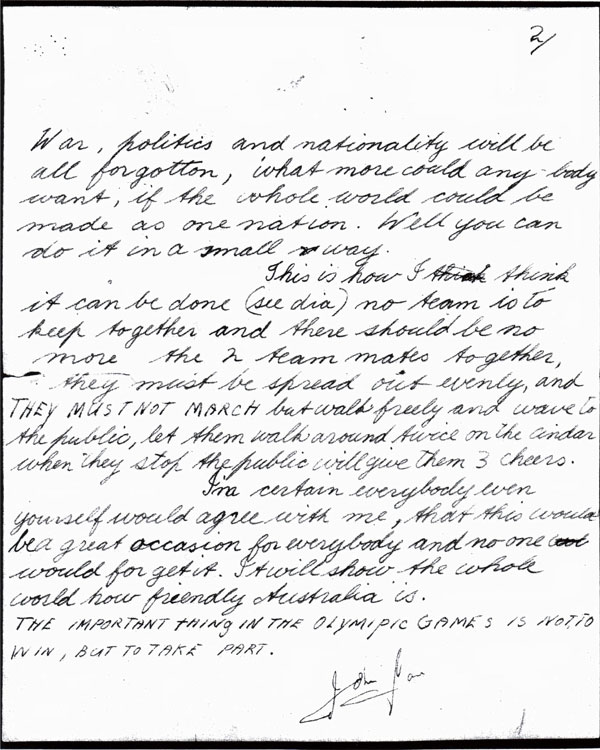 2/
War, politics and nationality will be
all forgotton, what more could any-body
want, if the whole world could be
made as one nation. Well you can
do it in a small way.
This is how I think think
it can be done (see dia) no team is to
keep together and there should be no
more the 2 team mates together,
they must be spread out evenly, and
THEY MUST NOT MARCH but walk freely and wave to
the public, let them walk around twice on the cindar
when they stop the public will give them 3 cheers.
I'm certain everybody even
yourself would agree with me, that this would
be a great occasion for everybody and no one
would forget it. It will show the whole
world how friendly Australia is.
THE IMPORTANT THING IN THE OLYMIPIC GAMES IS NOT TO
WIN, BUT TO TAKE PART.
John